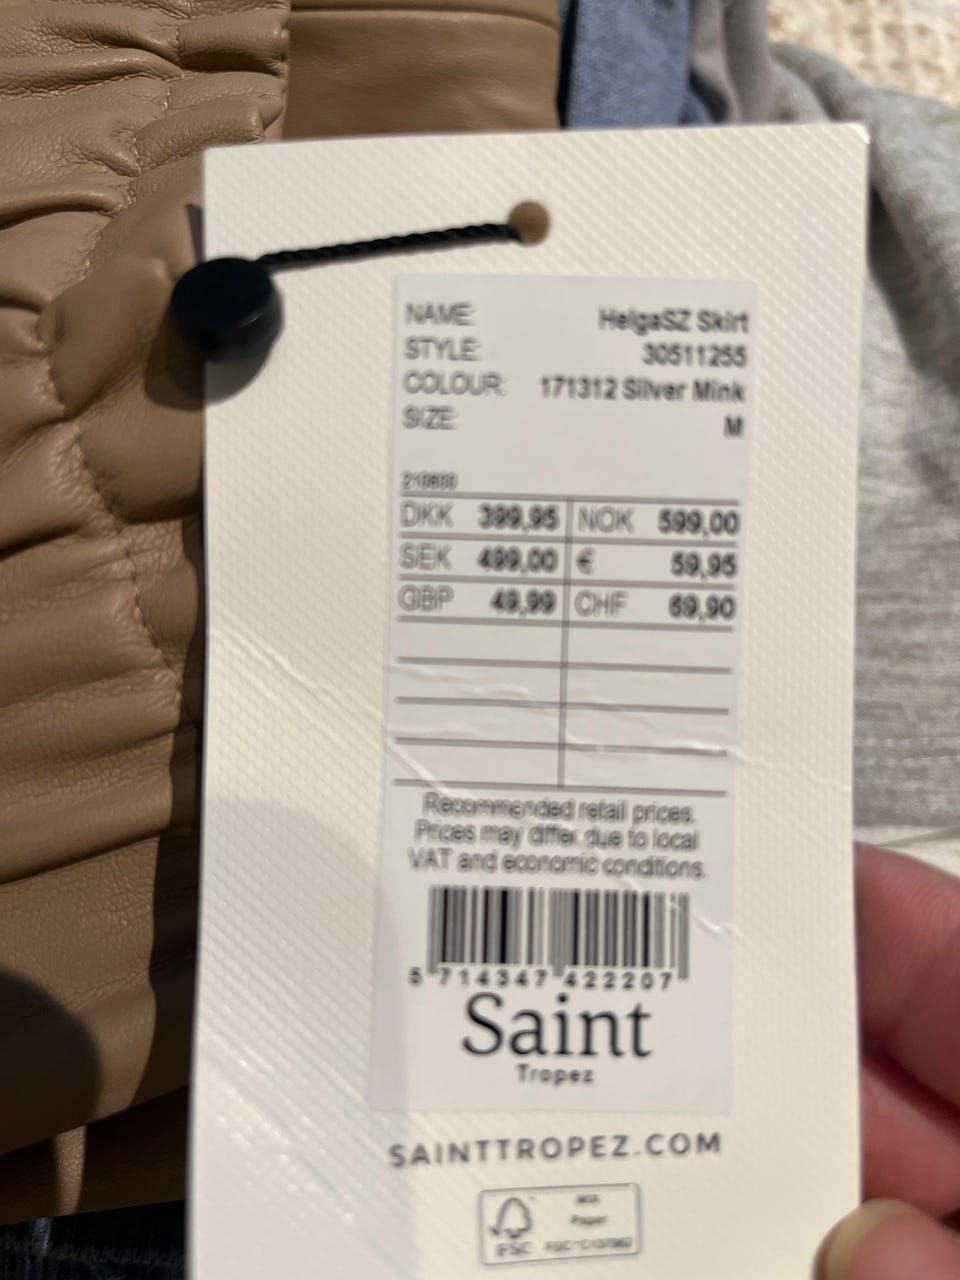 NAME: HelgaSZ Skirt
STYLE: 30511255
COLOUR: 171312 Silver Mink
SIZE: M
DKK 399,95 NOK 599,00
SEK 499,00 € 59,95
GBP 49,99 CHF 69,90
Recommended retail prices.
Prices may differ due to local
VAT and economic conditions.
5 714347 422207
Saint
Tropez
SAINTTROPEZ.COM
MIX
Paper
FSC